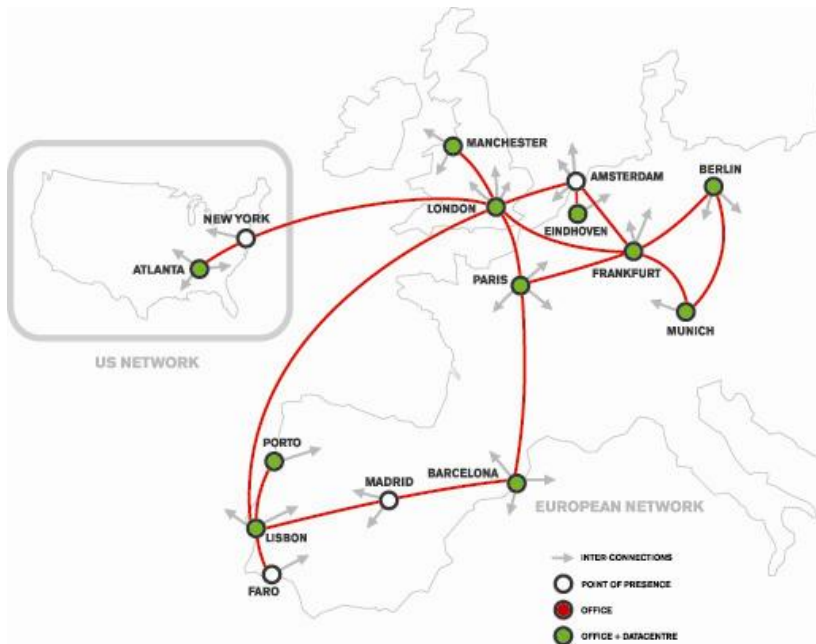 MANCHESTER
AMSTERDAM
BERLIN
LONDON
EINDHOVEN
NEW YORK
ATLANTA
FRANKFURT
PARIS
MUNICH
US NETWORK
PORTO
MADRID
BARCELONA
EUROPEAN NETWORK
LISBON
FARO
INTER-CONNECTIONS
POINT OF PRESENCE
OFFICE
OFFICE + DATACENTRE